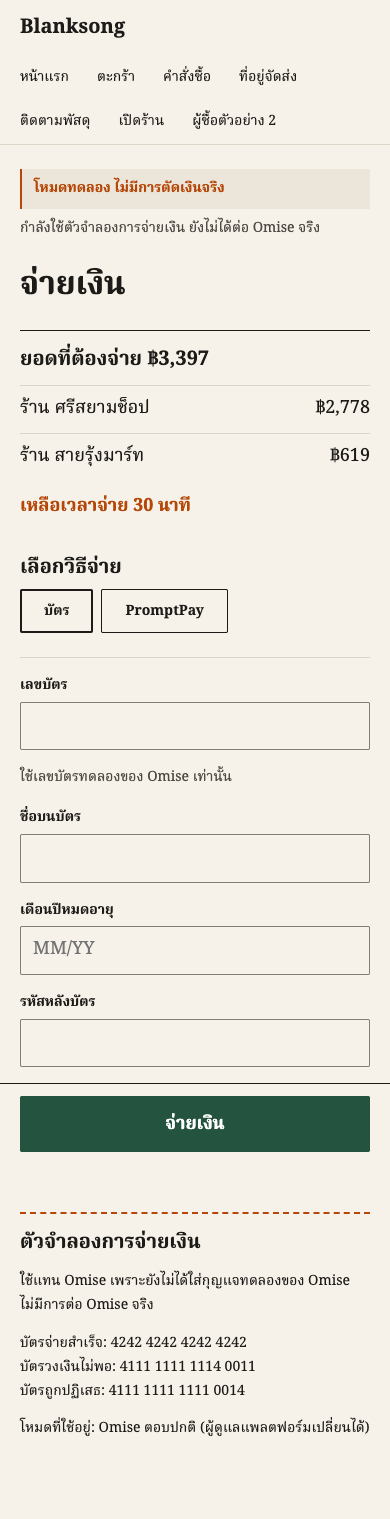 Blanksong
หน้าแรก ตะกร้า คำสั่งซื้อ ที่อยู่จัดส่ง
ติดตามพัสดุ เปิดร้าน ผู้ซื้อตัวอย่าง 2
โหมดทดลอง ไม่มีการตัดเงินจริง
กำลังใช้ตัวจำลองการจ่ายเงิน ยังไม่ได้ต่อ Omise จริง
จ่ายเงิน
ยอดที่ต้องจ่าย ฿3,397
ร้าน ศรีสยามช็อป ฿2,778
ร้าน สายรุ้งมาร์ท ฿619
เหลือเวลาจ่าย 30 นาที
เลือกวิธีจ่าย
บัตร PromptPay
เลขบัตร
ใช้เลขบัตรทดลองของ Omise เท่านั้น
ชื่อบนบัตร
เดือนปีหมดอายุ
MM/YY
รหัสหลังบัตร
จ่ายเงิน
ตัวจำลองการจ่ายเงิน
ใช้แทน Omise เพราะยังไม่ได้ใส่กุญแจทดลองของ Omise
ไม่มีการต่อ Omise จริง
บัตรจ่ายสำเร็จ: 4242 4242 4242 4242
บัตรวงเงินไม่พอ: 4111 1111 1114 0011
บัตรถูกปฏิเสธ: 4111 1111 1111 0014
โหมดที่ใช้อยู่: Omise ตอบปกติ (ผู้ดูแลแพลตฟอร์มเปลี่ยนได้)